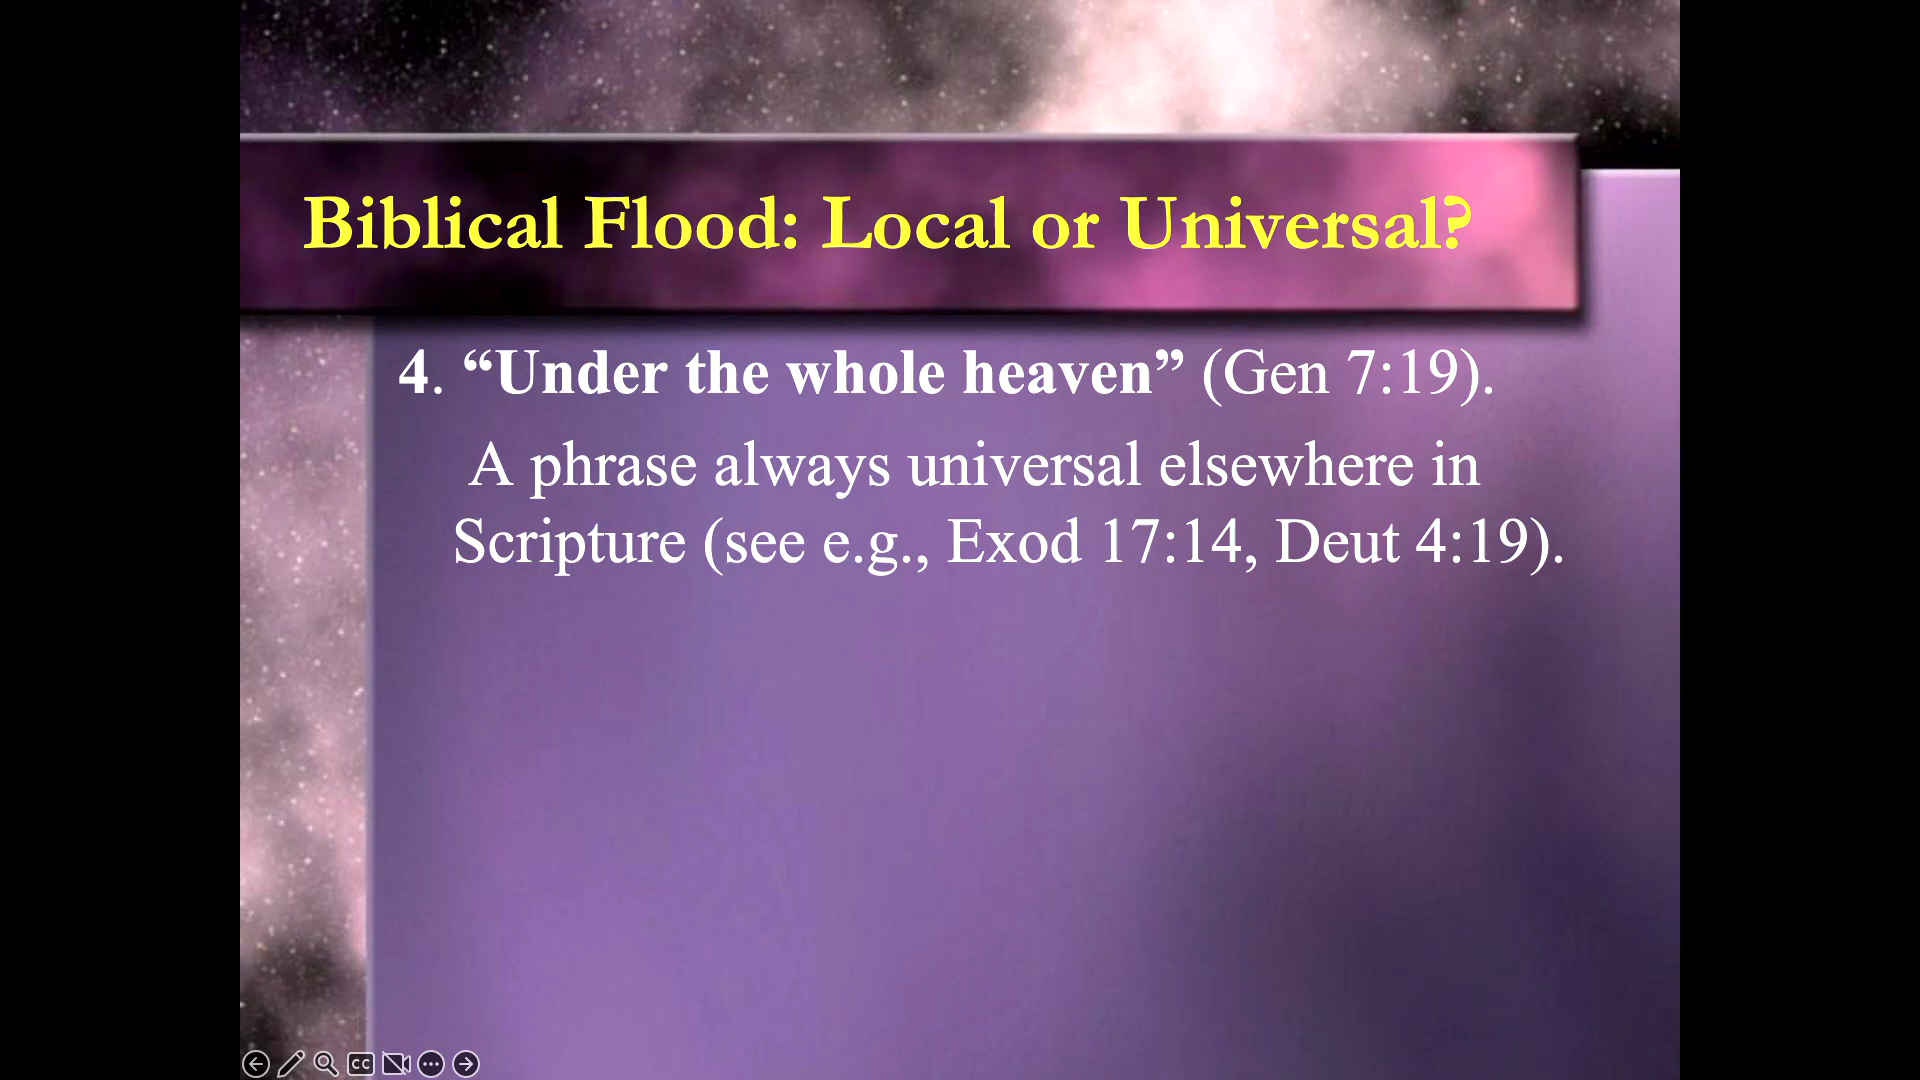 Biblical Flood: Local or Universal?
4. “Under the whole heaven” (Gen 7:19).
A phrase always universal elsewhere in
Scripture (see e.g., Exod 17:14, Deut 4:19).
CC